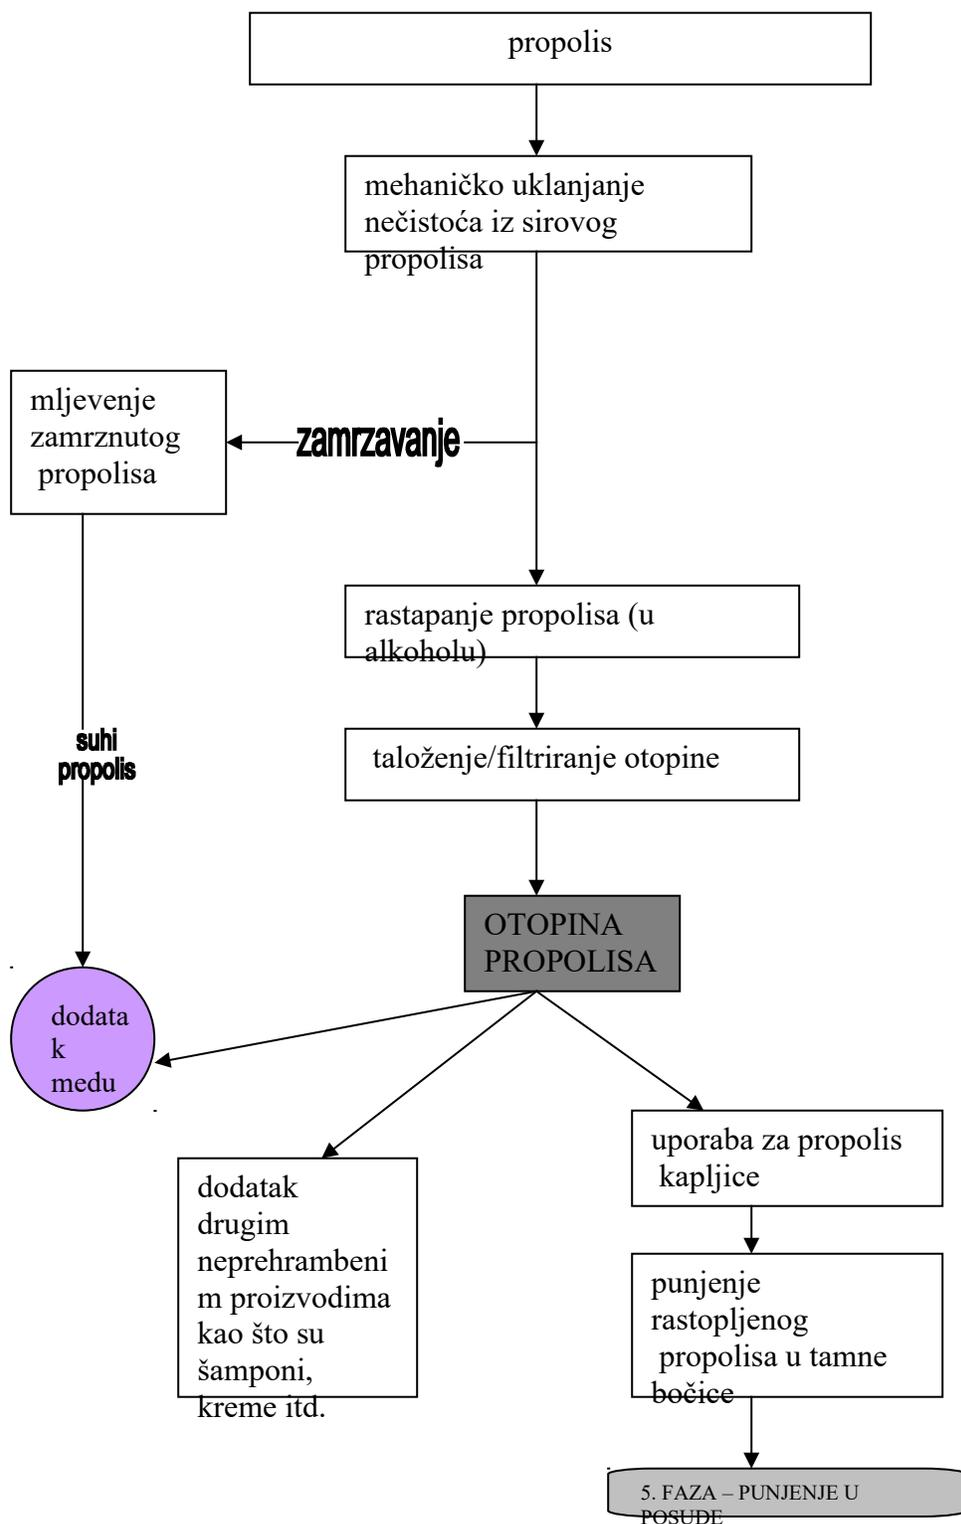 propolis
mehaničko uklanjanje
nečistoća iz sirovog
propolisa
mljevenje
zamrznutog
propolisa
zamrzavanje
rastapanje propolisa (u
alkoholu)
suhi
propolis
taloženje/filtriranje otopine
OTOPINA
PROPOLISA
dodata
k
medu
uporaba za propolis
kapljice
dodatak
drugim
neprehrambeni
m proizvodima
kao što su
šamponi,
kreme itd.
punjenje
rastopljenog
propolisa u tamne
bočice
5. FAZA – PUNJENJE U
POSUDE